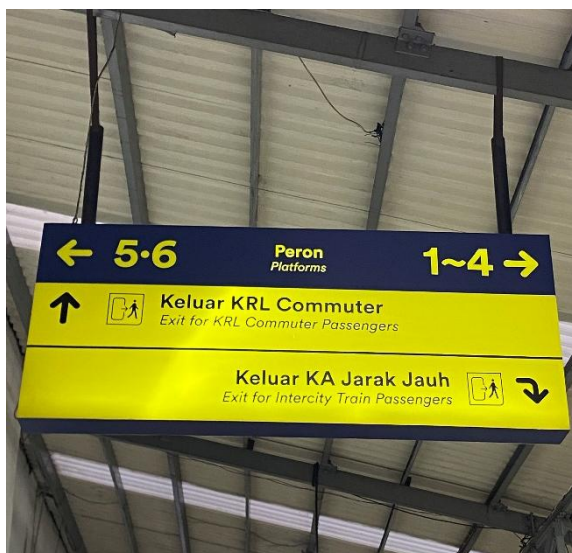 ← 5•6 Peron 1~4 →
Platforms
↑ Keluar KRL Commuter
Exit for KRL Commuter Passengers
Keluar KA Jarak Jauh
Exit for Intercity Train Passengers